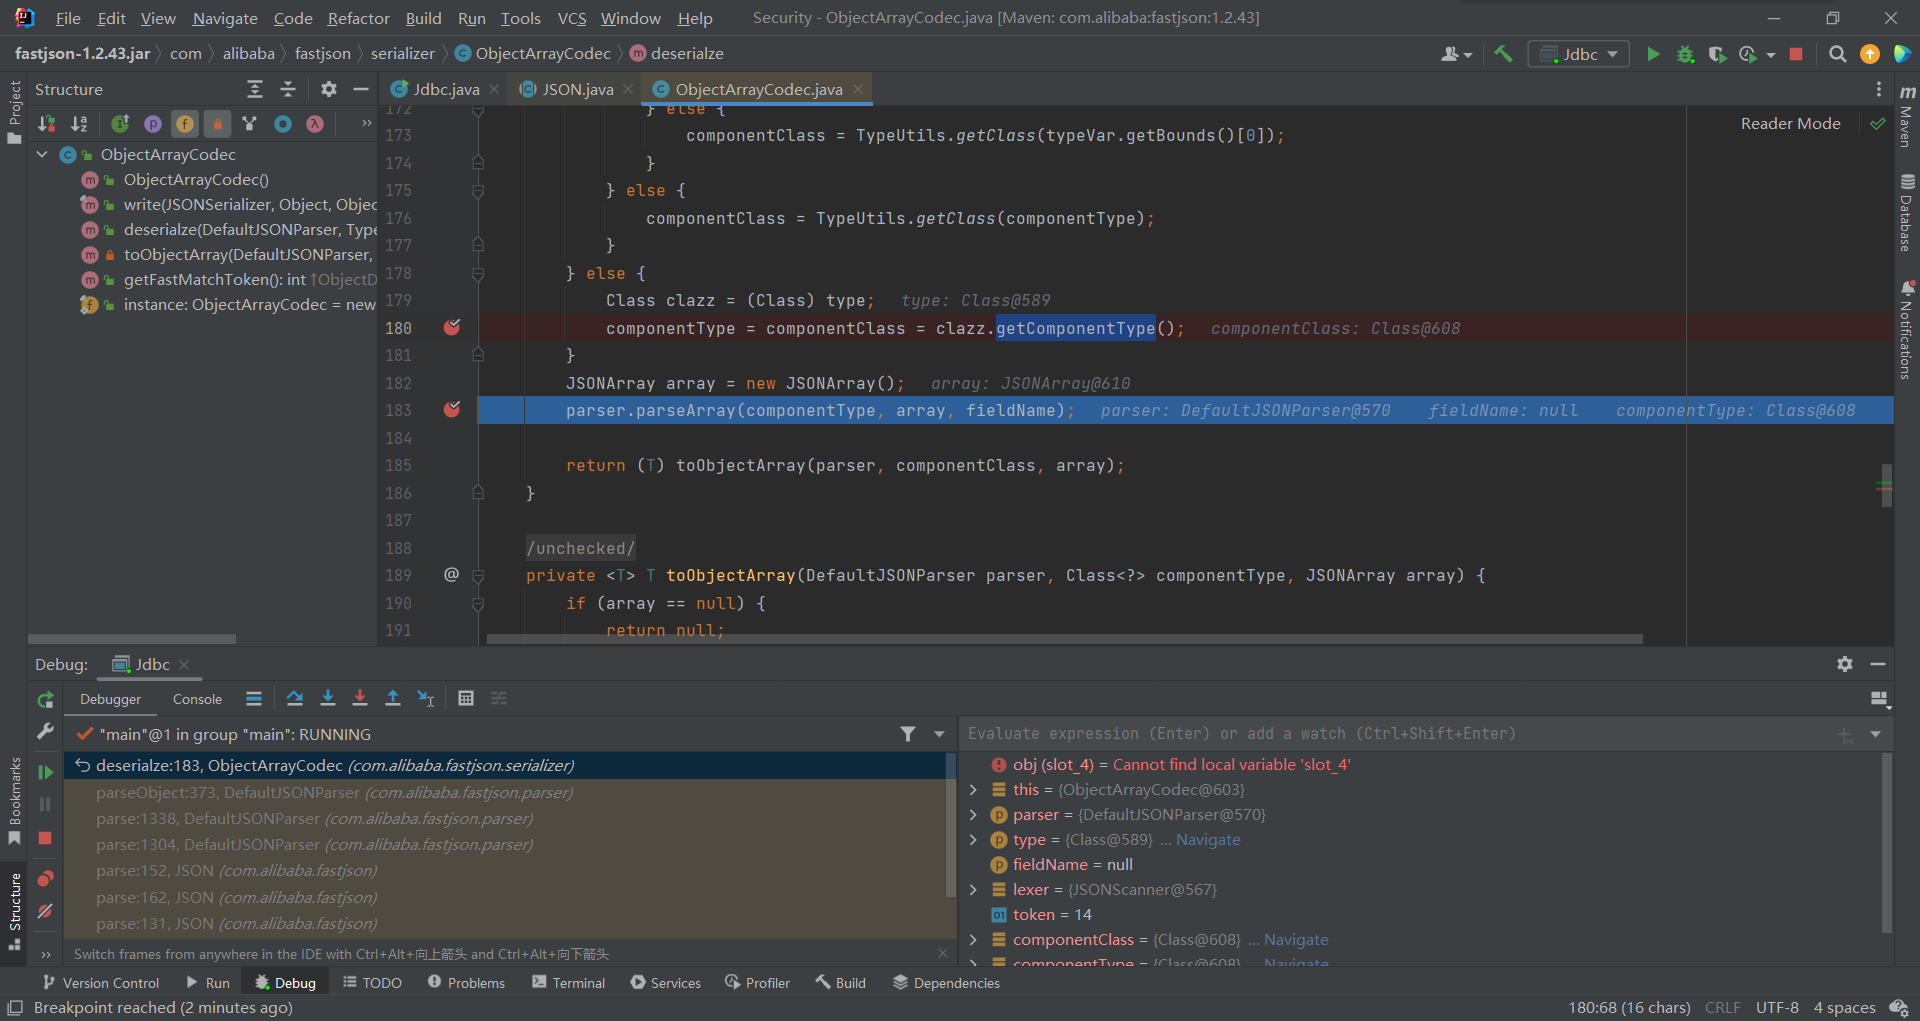 File Edit View Navigate Code Refactor Build Run Tools VCS Window Help Security - ObjectArrayCodec.java [Maven: com.alibaba:fastjson:1.2.43]
fastjson-1.2.43.jar com alibaba fastjson serializer ObjectArrayCodec deserialze Jdbc
Project
Structure
Jdbc.java JSON.java ObjectArrayCodec.java
ObjectArrayCodec
ObjectArrayCodec()
write(JSONSerializer, Object, Objec
deserialze(DefaultJSONParser, Type
toObjectArray(DefaultJSONParser,
getFastMatchToken(): int ↑ObjectD
instance: ObjectArrayCodec = new
Reader Mode
172 } else {
173 componentClass = TypeUtils.getClass(typeVar.getBounds()[0]);
174 }
175 } else {
176 componentClass = TypeUtils.getClass(componentType);
177 }
178 } else {
179 Class clazz = (Class) type; type: Class@589
180 componentType = componentClass = clazz.getComponentType(); componentClass: Class@608
181 }
182 JSONArray array = new JSONArray(); array: JSONArray@610
183 parser.parseArray(componentType, array, fieldName); parser: DefaultJSONParser@570 fieldName: null componentType: Class@608
184
185 return (T) toObjectArray(parser, componentClass, array);
186 }
187
188 /unchecked/
189 @ private <T> T toObjectArray(DefaultJSONParser parser, Class<?> componentType, JSONArray array) {
190 if (array == null) {
191 return null;
m Maven
Database
Notifications
Debug: Jdbc
Debugger Console
"main"@1 in group "main": RUNNING
deserialze:183, ObjectArrayCodec (com.alibaba.fastjson.serializer)
parseObject:373, DefaultJSONParser (com.alibaba.fastjson.parser)
parse:1338, DefaultJSONParser (com.alibaba.fastjson.parser)
parse:1304, DefaultJSONParser (com.alibaba.fastjson.parser)
parse:152, JSON (com.alibaba.fastjson)
parse:162, JSON (com.alibaba.fastjson)
parse:131, JSON (com.alibaba.fastjson)
Switch frames from anywhere in the IDE with Ctrl+Alt+向上箭头 and Ctrl+Alt+向下箭头
Evaluate expression (Enter) or add a watch (Ctrl+Shift+Enter)
obj (slot_4) = Cannot find local variable 'slot_4'
this = {ObjectArrayCodec@603}
parser = {DefaultJSONParser@570}
type = {Class@589} ... Navigate
fieldName = null
lexer = {JSONScanner@567}
token = 14
componentClass = {Class@608} ... Navigate
componentType = {Class@608} ... Navigate
Bookmarks
Structure
Version Control Run Debug TODO Problems Terminal Services Profiler Build Dependencies
Breakpoint reached (2 minutes ago) 180:68 (16 chars) CRLF UTF-8 4 spaces